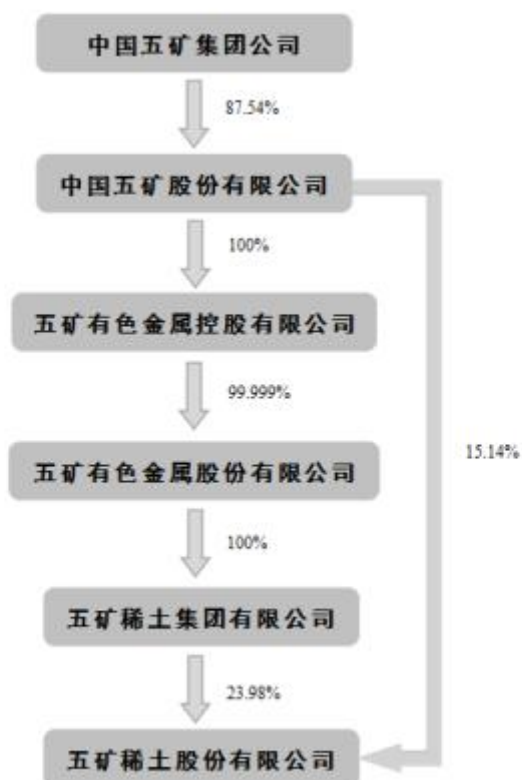 中国五矿集团公司
87.54%
中国五矿股份有限公司
100%
五矿有色金属控股有限公司
99.999%
15.14%
五矿有色金属股份有限公司
100%
五矿稀土集团有限公司
23.98%
五矿稀土股份有限公司